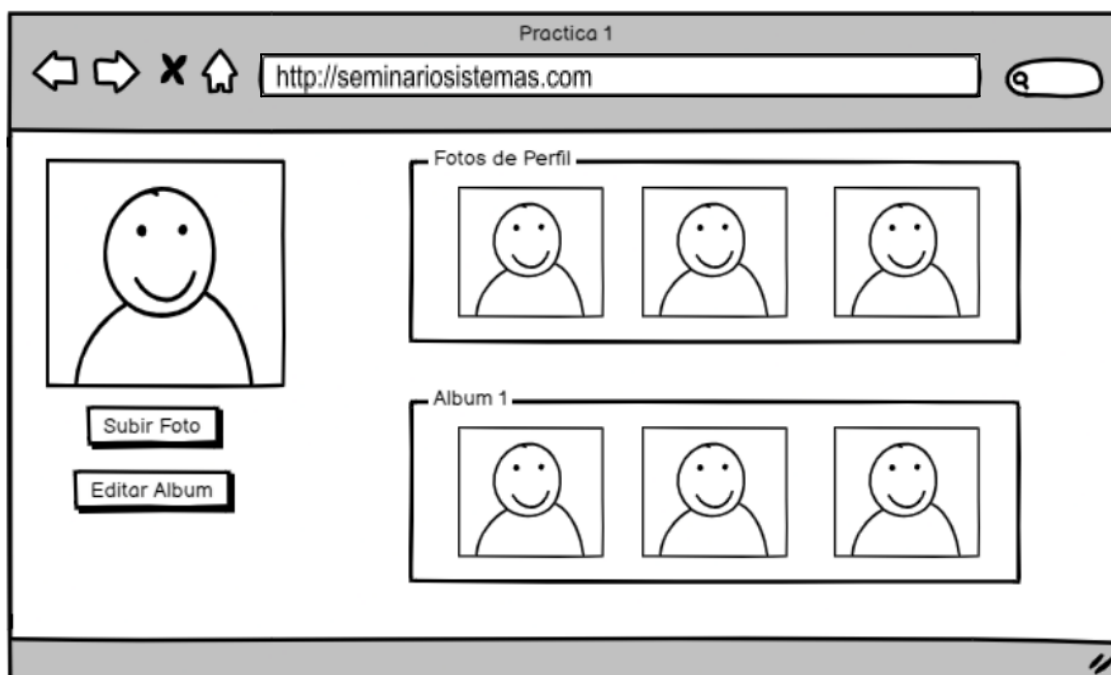 Practica 1
http://seminariosistemas.com
Fotos de Perfil
Subir Foto
Editar Album
Album 1